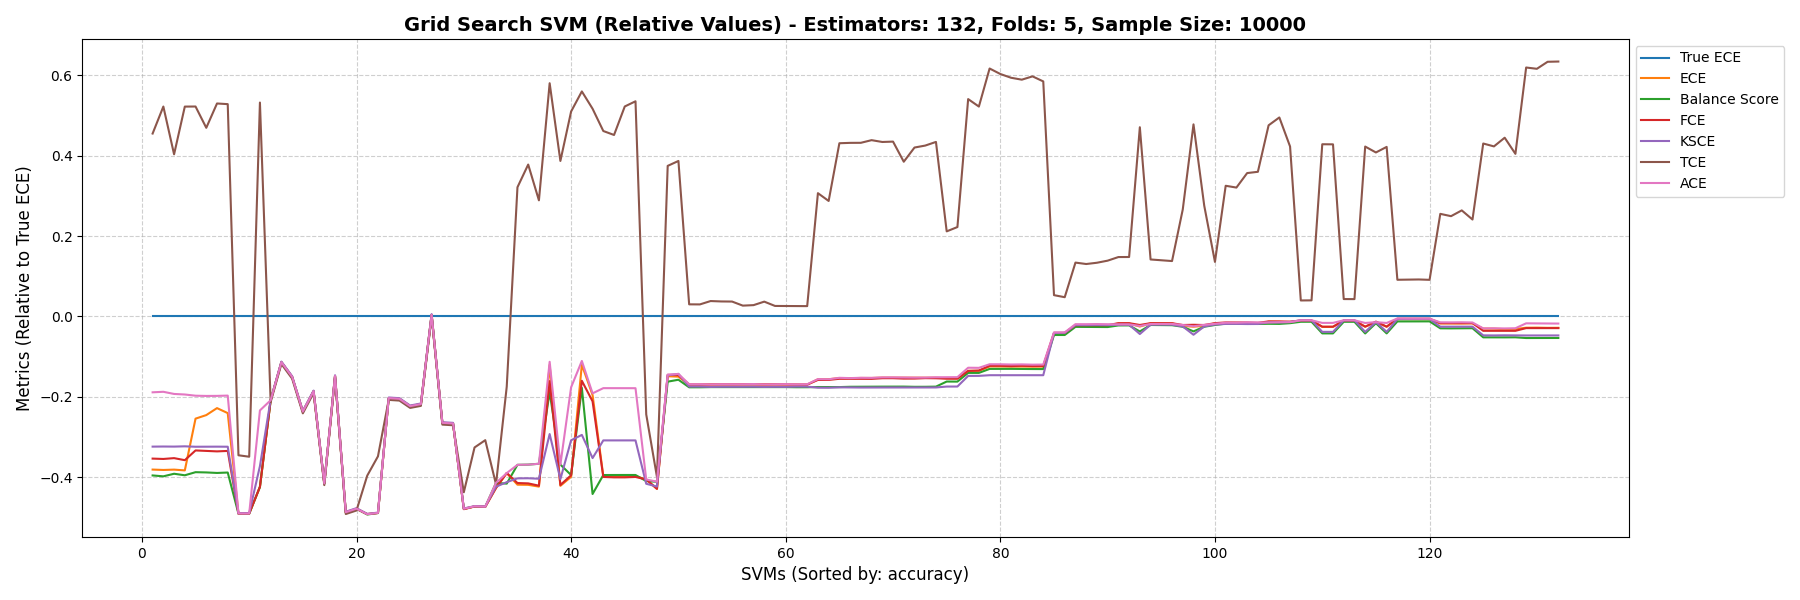 Grid Search SVM (Relative Values) - Estimators: 132, Folds: 5, Sample Size: 10000
Metrics (Relative to True ECE)
0.6
0.4
0.2
0.0
−0.2
−0.4
0 20 40 60 80 100 120
SVMs (Sorted by: accuracy)
True ECE
ECE
Balance Score
FCE
KSCE
TCE
ACE